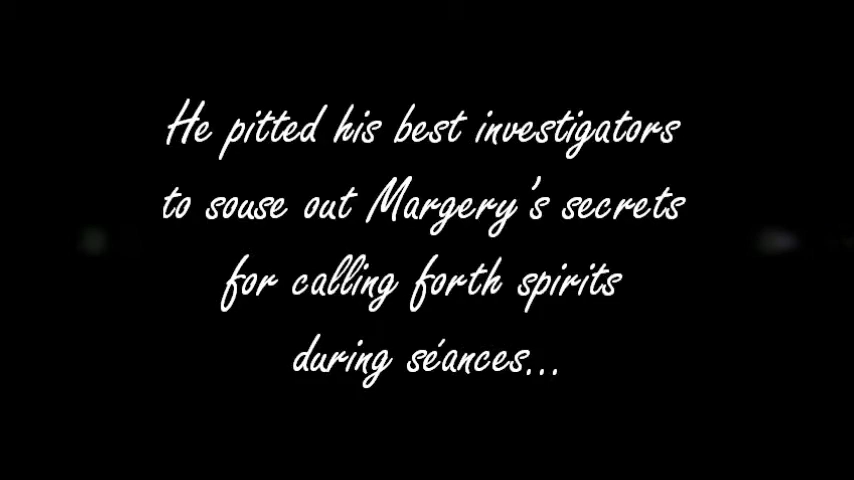 He pitted his best investigators
to souse out Margery's secrets
for calling forth spirits
during séances...